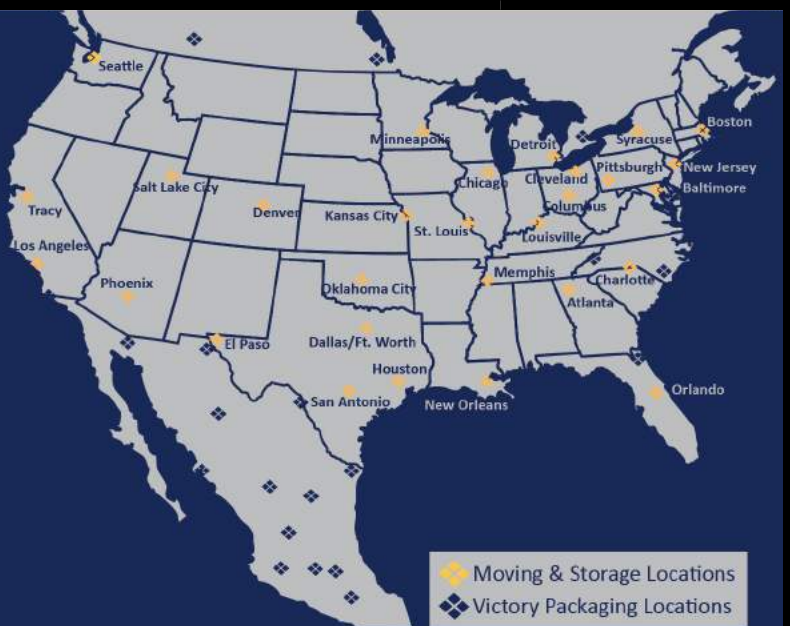 Seattle
Boston
Minneapolis
Detroit
Syracuse
New Jersey
Pittsburgh
Cleveland
Chicago
Salt Lake City
Baltimore
Columbus
Tracy
Denver
Kansas City
St. Louis
Louisville
Los Angeles
Memphis
Charlotte
Phoenix
Oklahoma City
Atlanta
El Paso
Dallas/Ft. Worth
Houston
Orlando
San Antonio
New Orleans
Moving & Storage Locations
Victory Packaging Locations